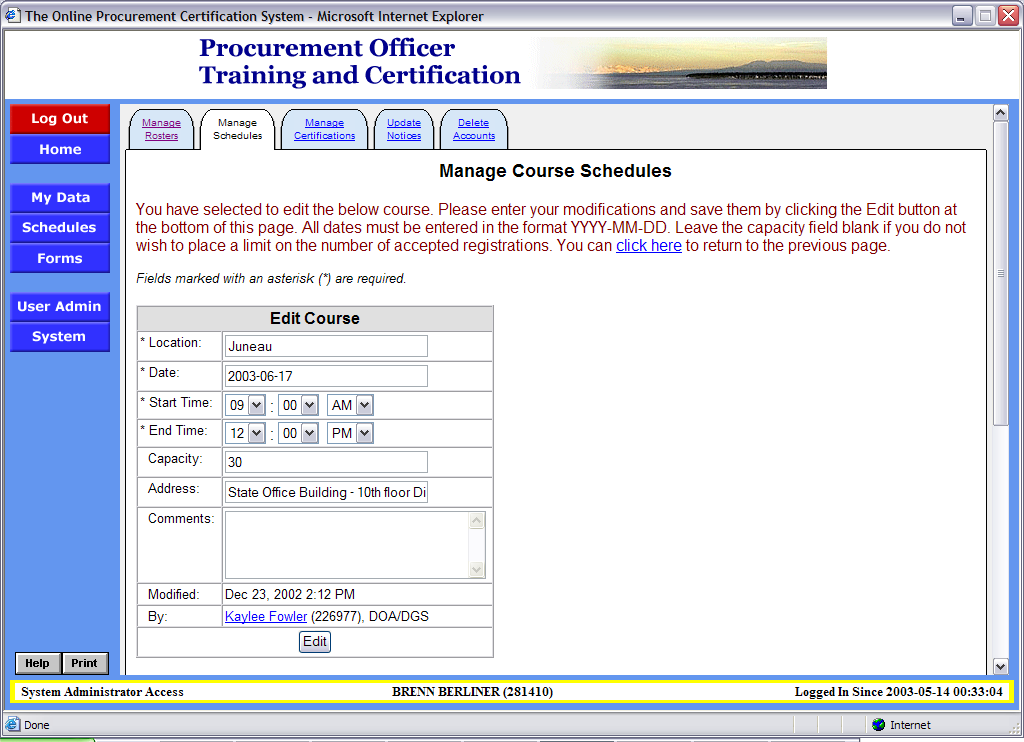 The Online Procurement Certification System - Microsoft Internet Explorer
Procurement Officer
Training and Certification
Log Out
Home
My Data
Schedules
Forms
User Admin
System
Manage Rosters
Manage Schedules
Manage Certifications
Update Notices
Delete Accounts
Manage Course Schedules
You have selected to edit the below course. Please enter your modifications and save them by clicking the Edit button at
the bottom of this page. All dates must be entered in the format YYYY-MM-DD. Leave the capacity field blank if you do not
wish to place a limit on the number of accepted registrations. You can click here to return to the previous page.
Fields marked with an asterisk (*) are required.
Edit Course
* Location: Juneau
* Date: 2003-06-17
* Start Time: 09 : 00 AM
* End Time: 12 : 00 PM
Capacity: 30
Address: State Office Building - 10th floor Di
Comments:
Modified: Dec 23, 2002 2:12 PM
By: Kaylee Fowler (226977), DOA/DGS
Edit
Help Print
System Administrator Access BRENN BERLINER (281410) Logged In Since 2003-05-14 00:33:04
Done Internet